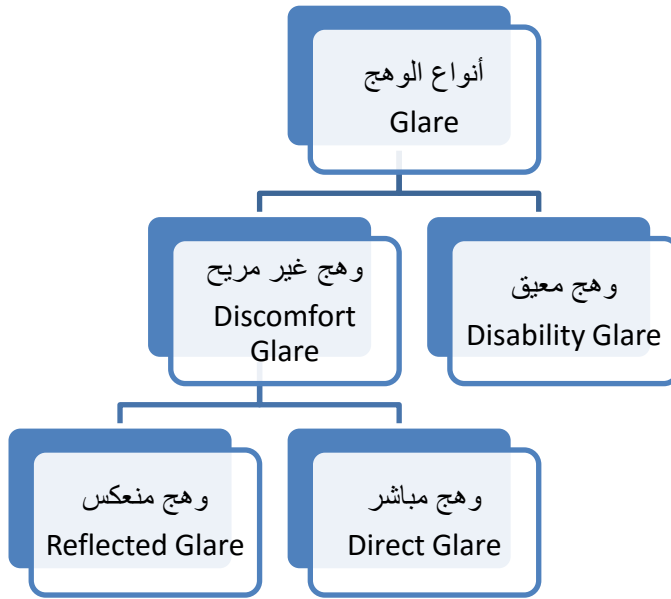 أنواع الوهج
Glare
وهج غير مريح
Discomfort
Glare
وهج معيق
Disability Glare
وهج منعكس
Reflected Glare
وهج مباشر
Direct Glare